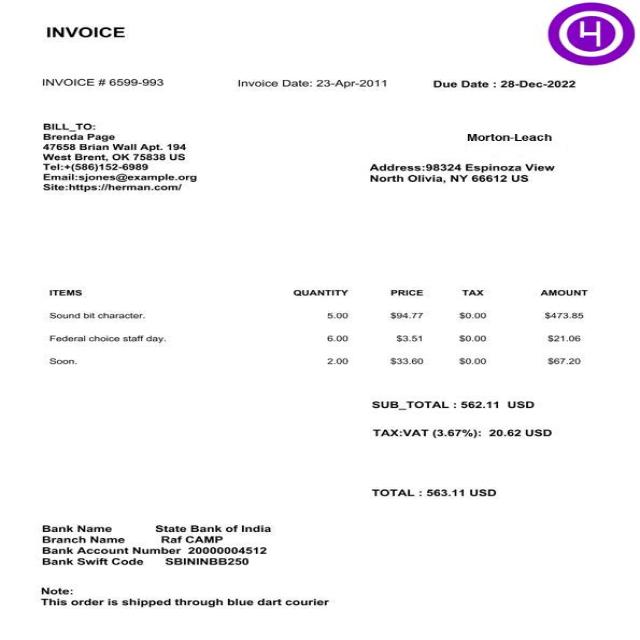 INVOICE
INVOICE # 6599-993 Invoice Date: 23-Apr-2011 Due Date : 28-Dec-2022
BILL_TO:
Brenda Page
47658 Brian Wall Apt. 194
West Brent, OK 75838 US
Tel:+(586)152-6989
Email:sjones@example.org
Site:https://herman.com/
Morton-Leach
Address:98324 Espinoza View
North Olivia, NY 66612 US
ITEMS QUANTITY PRICE TAX AMOUNT
Sound bit character. 5.00 $94.77 $0.00 $473.85
Federal choice staff day. 6.00 $3.51 $0.00 $21.06
Soon. 2.00 $33.60 $0.00 $67.20
SUB_TOTAL : 562.11 USD
TAX:VAT (3.67%): 20.62 USD
TOTAL : 563.11 USD
Bank Name State Bank of India
Branch Name Raf CAMP
Bank Account Number 20000004512
Bank Swift Code SBININBB250
Note:
This order is shipped through blue dart courier